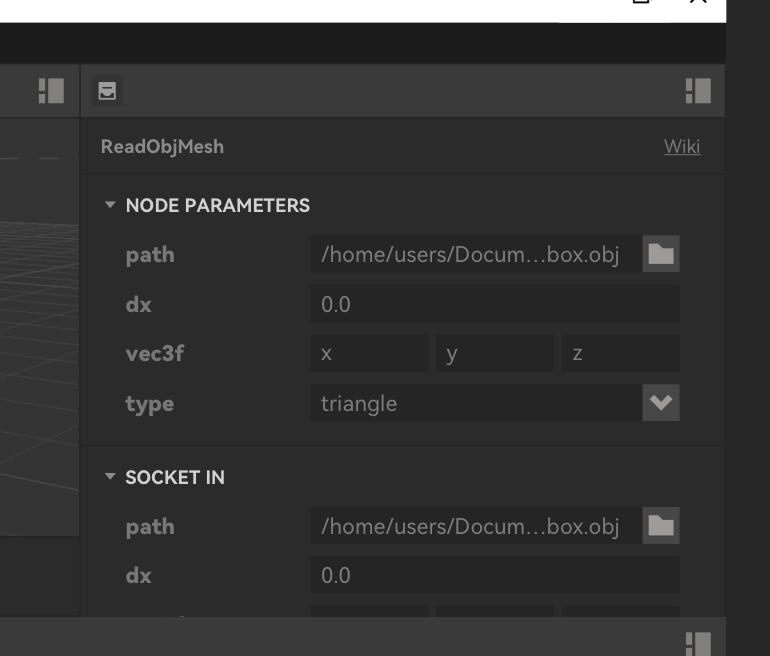 ReadObjMesh Wiki
NODE PARAMETERS
path /home/users/Docum...box.obj
dx 0.0
vec3f x y z
type triangle
SOCKET IN
path /home/users/Docum...box.obj
dx 0.0